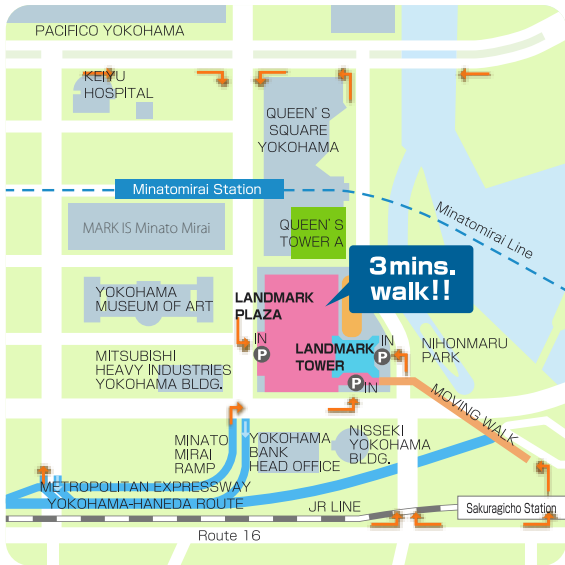 PACIFICO YOKOHAMA
KEIYU
HOSPITAL
QUEEN'S
SQUARE
YOKOHAMA
Minatomirai Station
MARK IS Minato Mirai
QUEEN'S
TOWER A
Minatomirai Line
3mins.
walk!!
YOKOHAMA
MUSEUM OF ART
LANDMARK
PLAZA
IN
P
LANDMARK
TOWER
IN
P
P
IN
NIHONMARU
PARK
MITSUBISHI
HEAVY INDUSTRIES
YOKOHAMA BLDG.
MOVING WALK
MINATO
MIRAI
RAMP
YOKOHAMA
BANK
HEAD OFFICE
NISSEKI
YOKOHAMA
BLDG.
METROPOLITAN EXPRESSWAY
YOKOHAMA-HANEDA ROUTE
JR LINE
Sakuragicho Station
Route 16